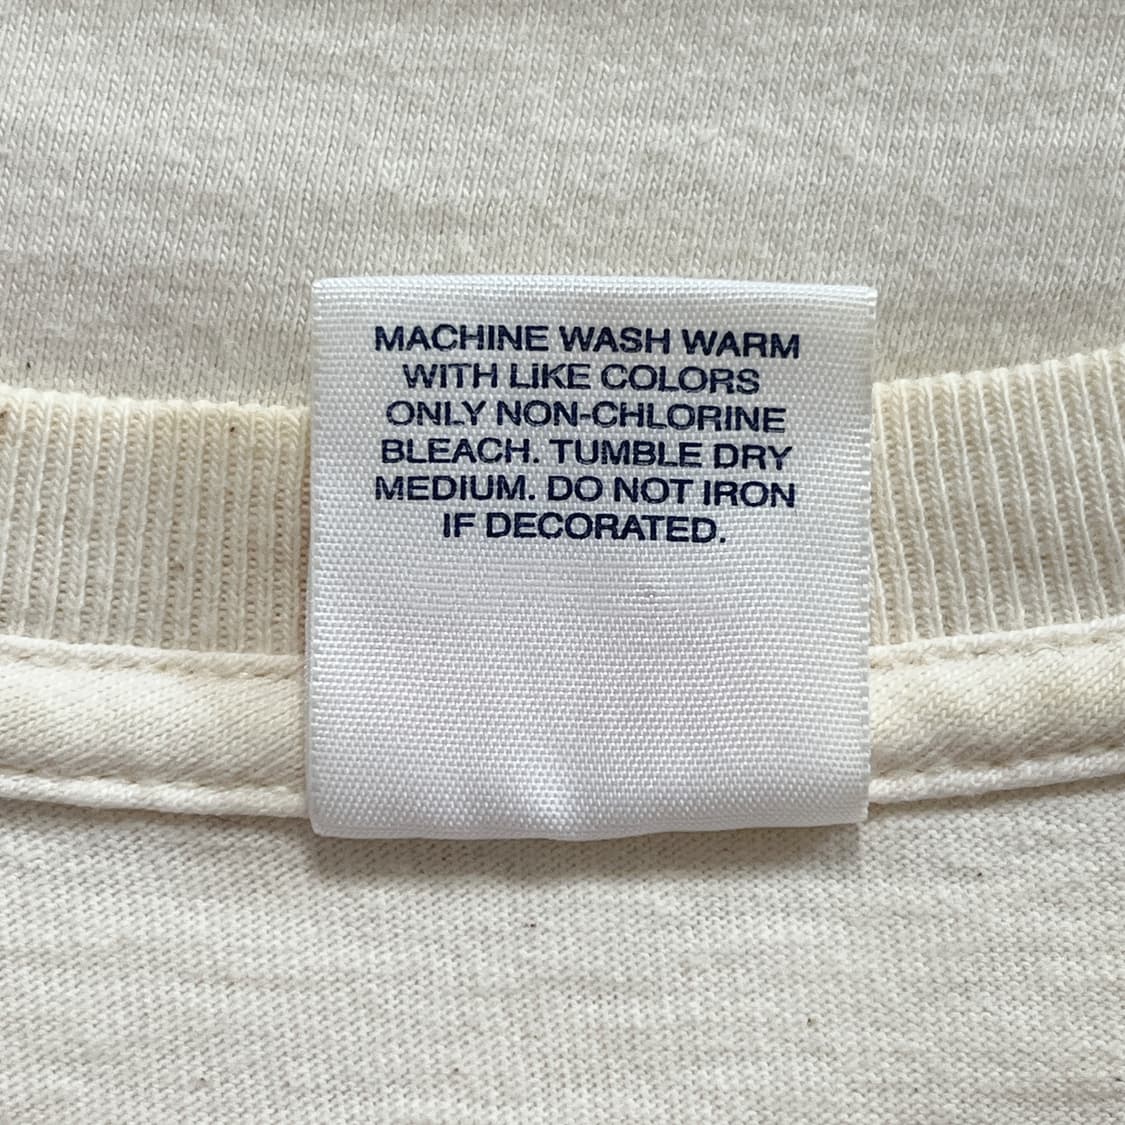 MACHINE WASH WARM
WITH LIKE COLORS
ONLY NON-CHLORINE
BLEACH. TUMBLE DRY
MEDIUM. DO NOT IRON
IF DECORATED.